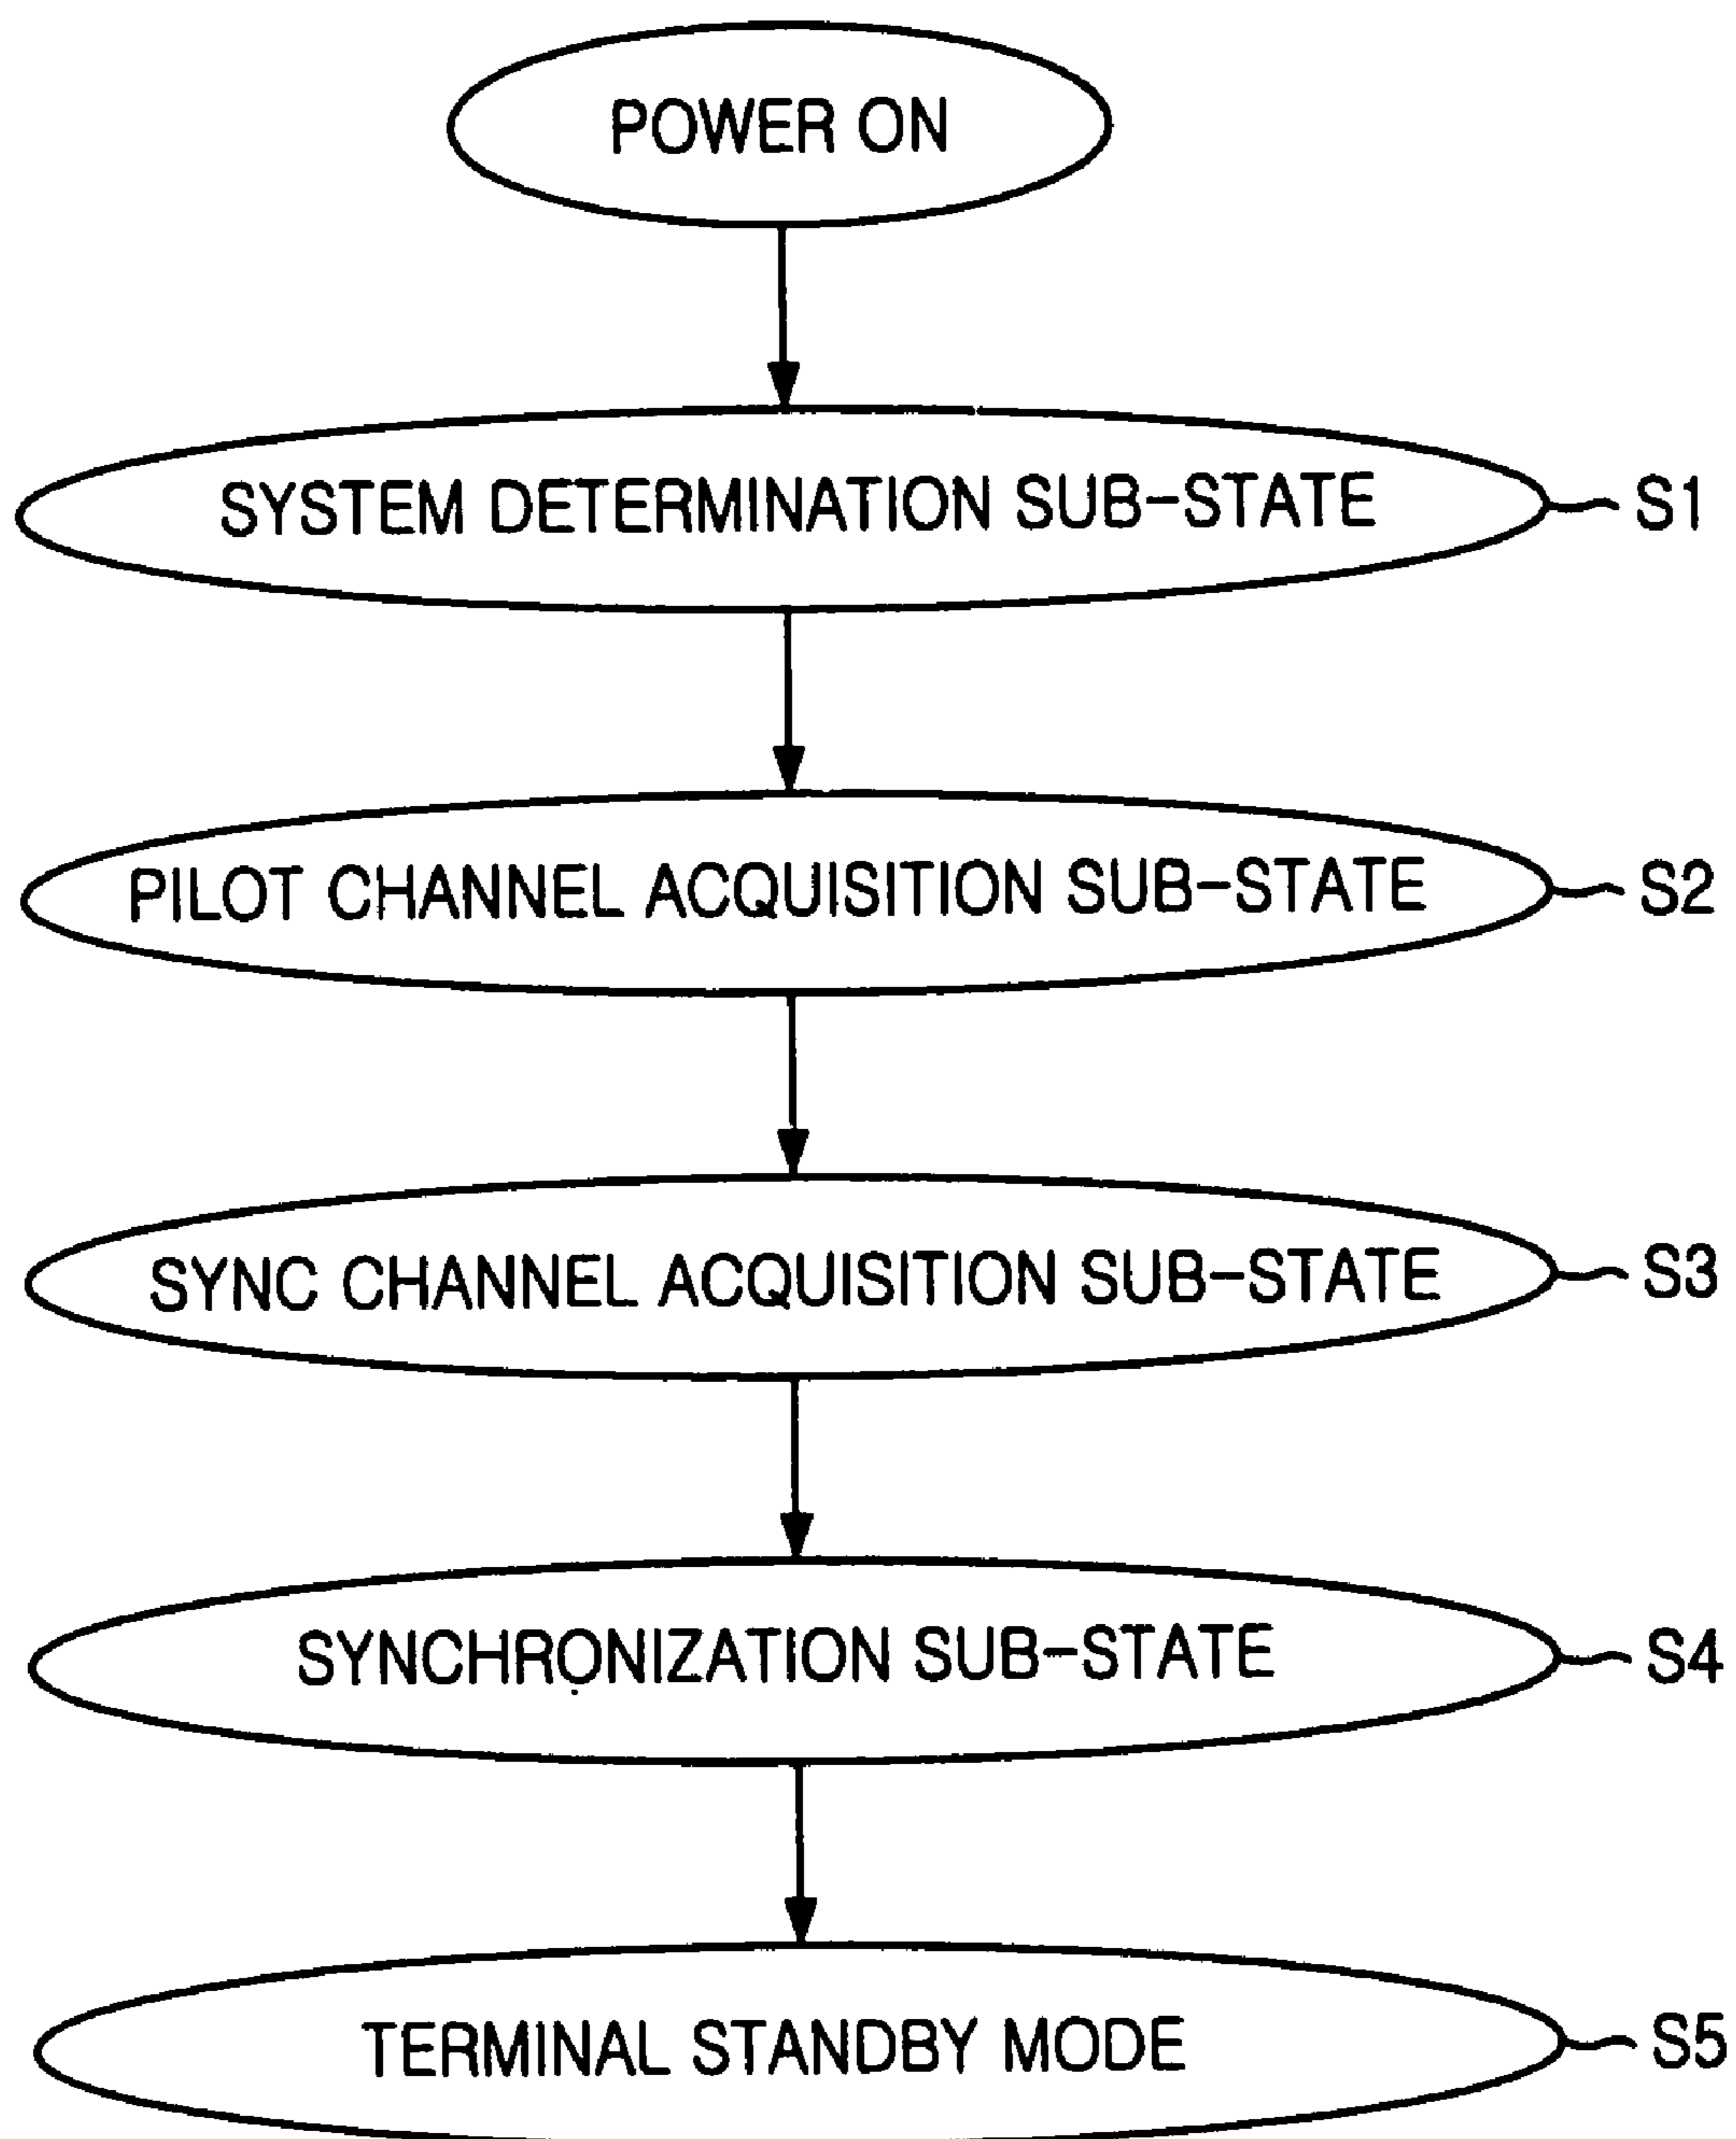 POWER ON
SYSTEM DETERMINATION SUB-STATE S1
PILOT CHANNEL ACQUISITION SUB-STATE S2
SYNC CHANNEL ACQUISITION SUB-STATE S3
SYNCHRONIZATION SUB-STATE S4
TERMINAL STANDBY MODE S5